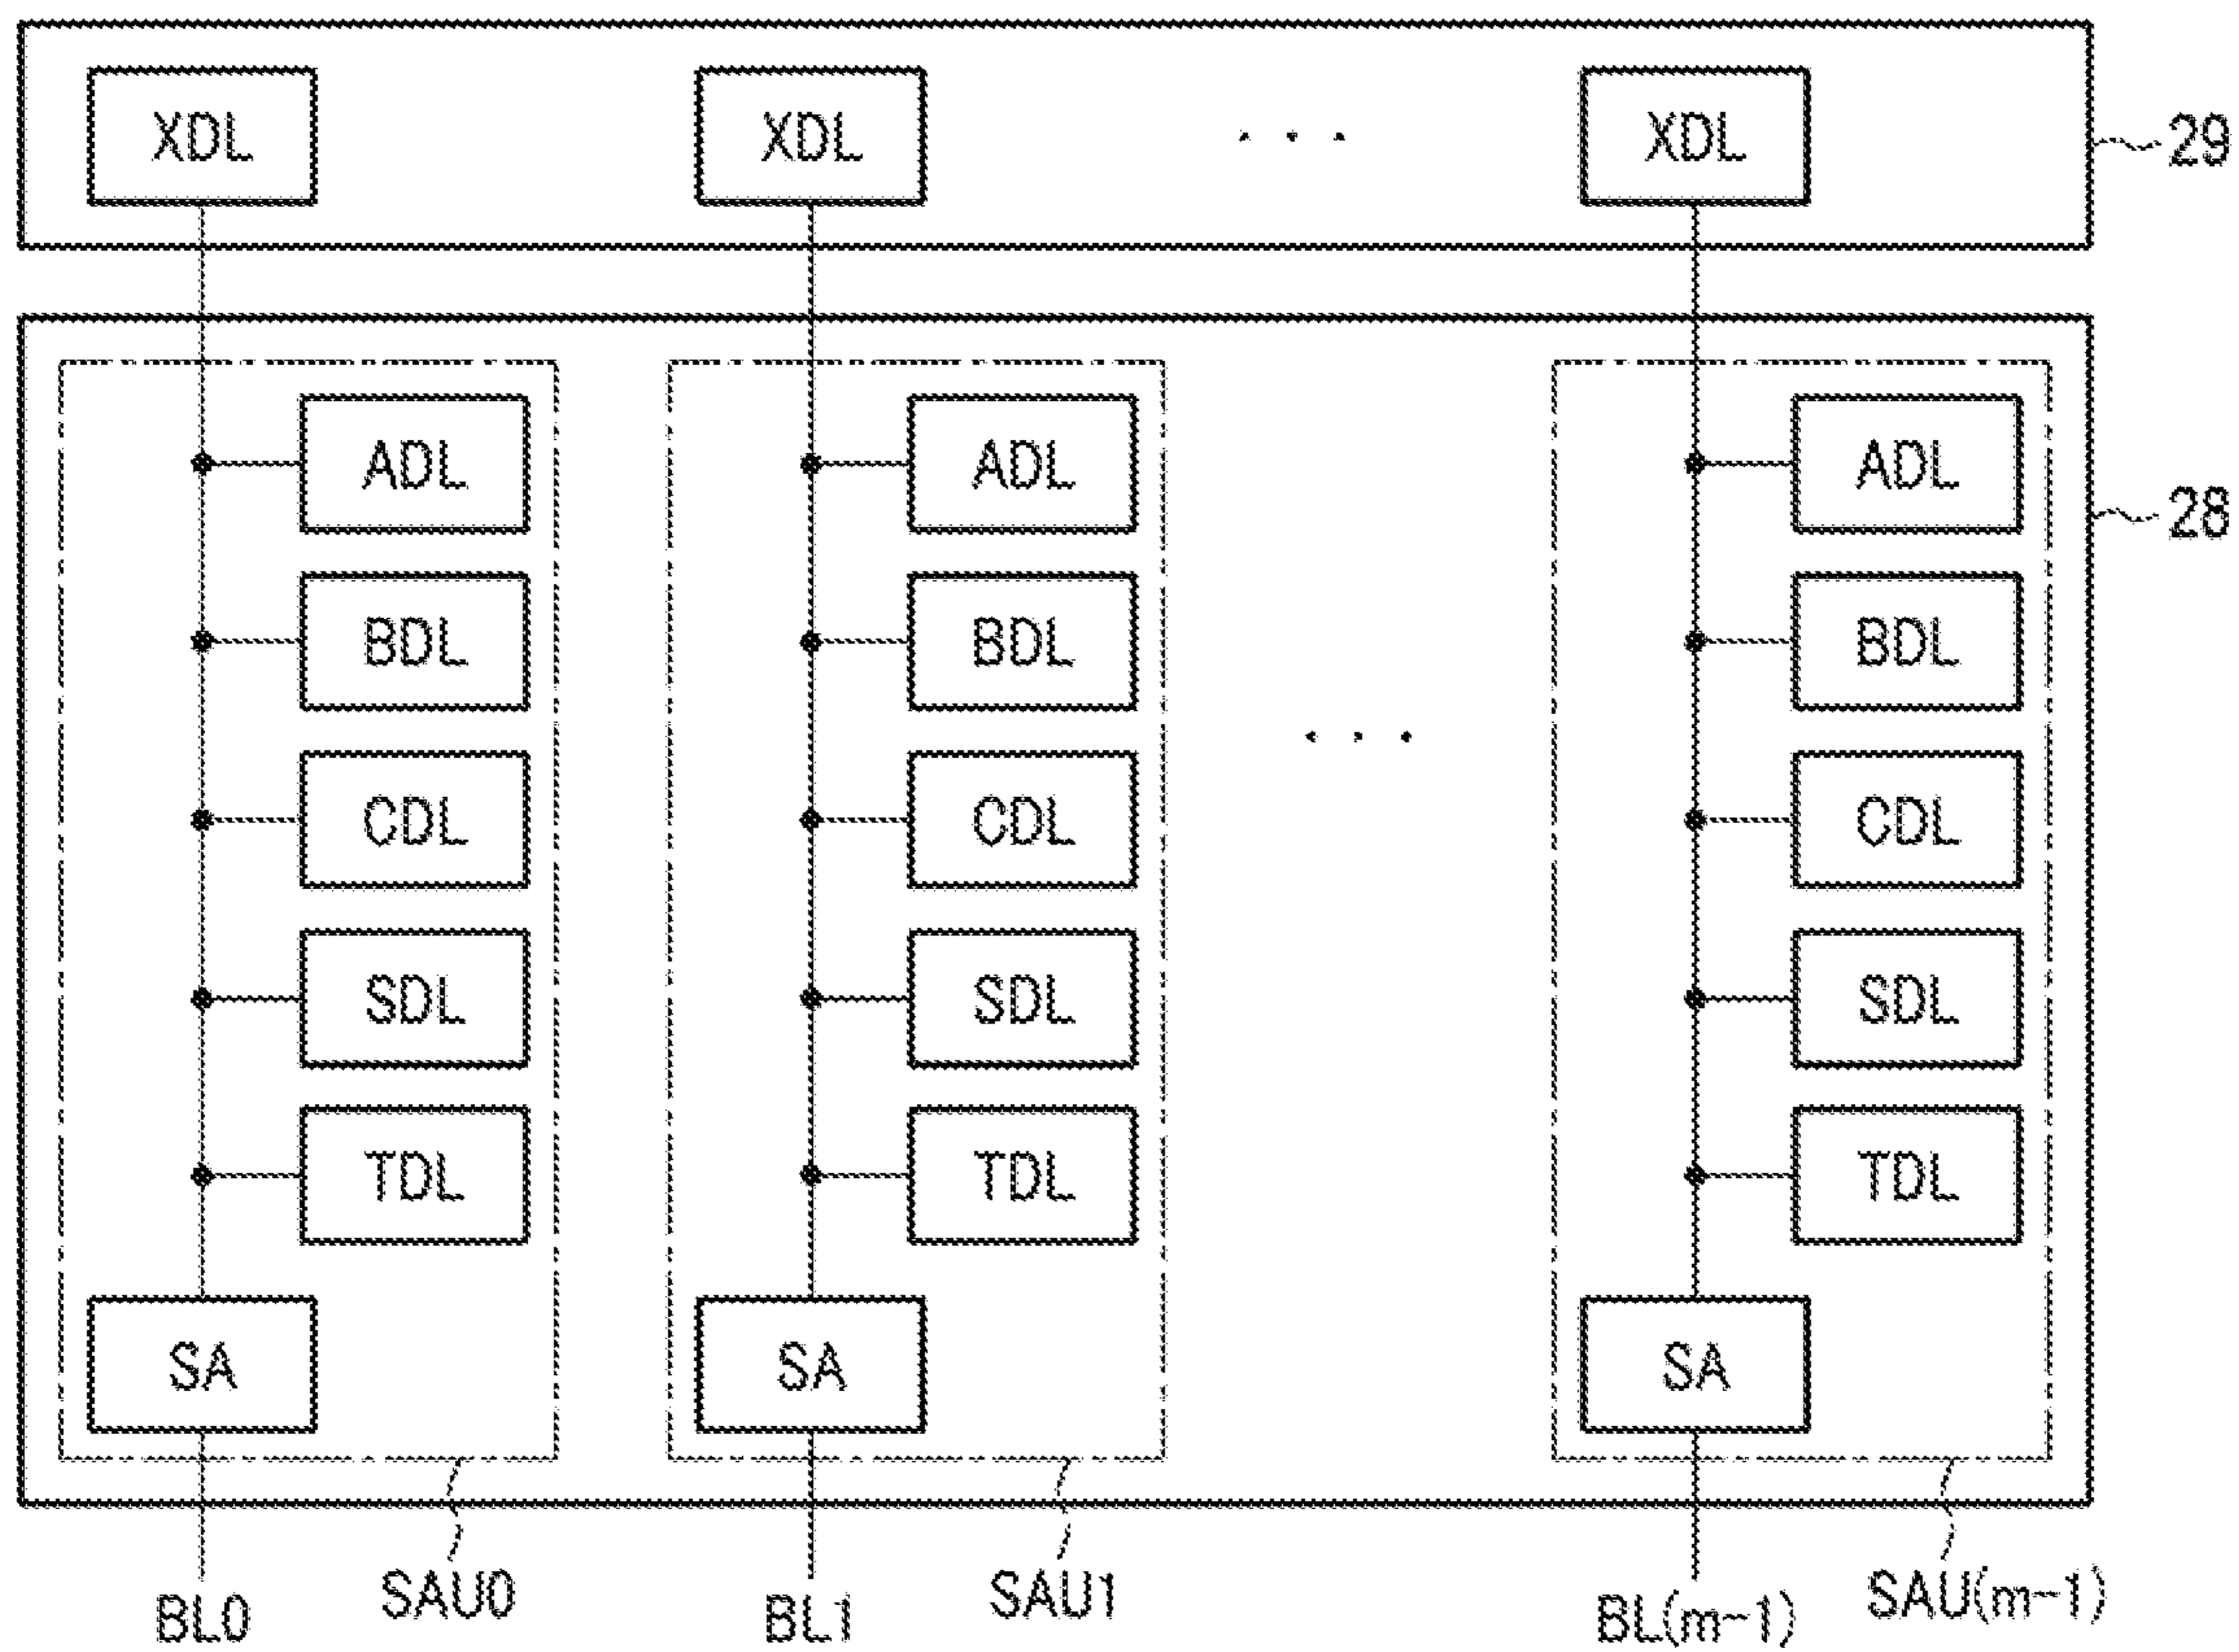 XDL XDL . . . XDL 29
ADL ADL ADL 28
BDL BDL BDL
. . .
CDL CDL CDL
SDL SDL SDL
TDL TDL TDL
SA SA SA
BL0 SAU0 BL1 SAU1 BL(m-1) SAU(m-1)